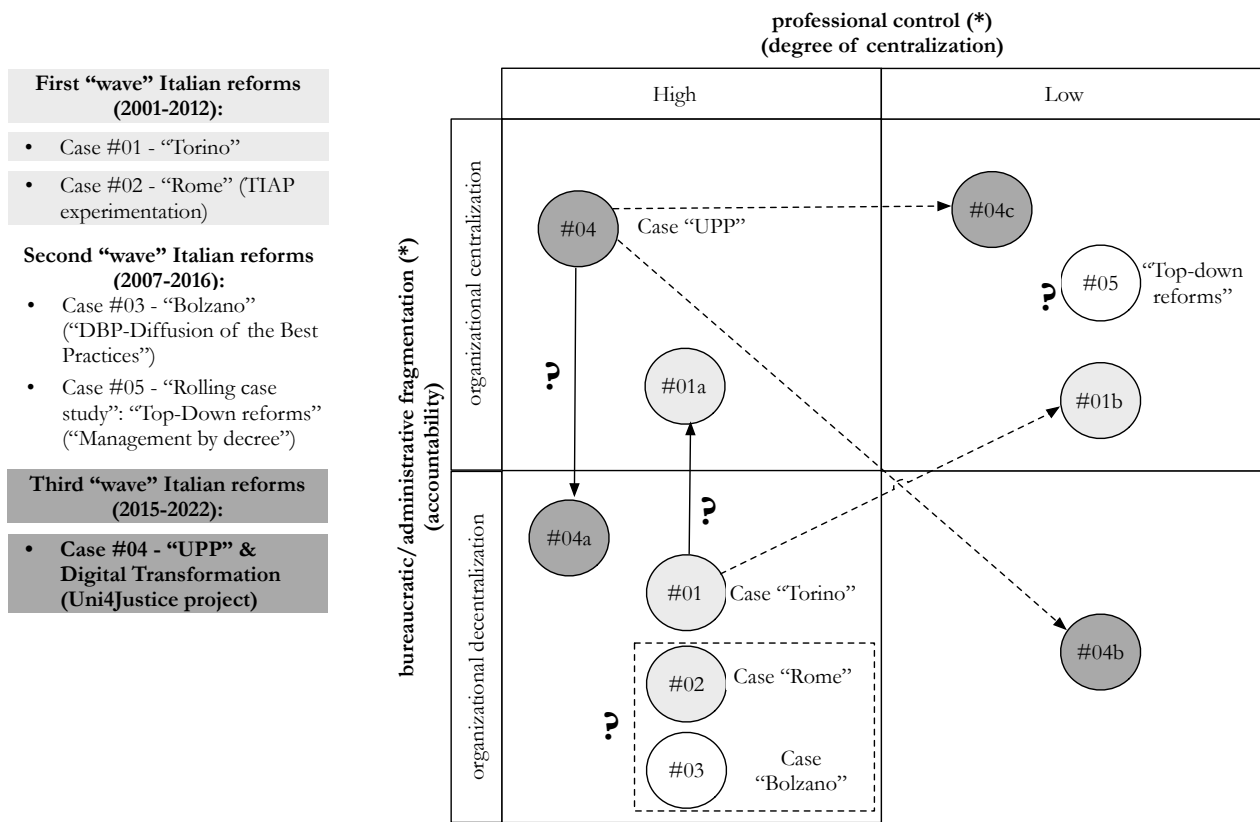 First “wave” Italian reforms
(2001-2012):
• Case #01 - “Torino”
• Case #02 - “Rome” (TIAP
experimentation)
Second “wave” Italian reforms
(2007-2016):
• Case #03 - “Bolzano”
(“DBP-Diffusion of the Best
Practices”)
• Case #05 - “Rolling case
study”: “Top-Down reforms”
(“Management by decree”)
Third “wave” Italian reforms
(2015-2022):
• Case #04 - “UPP” &
Digital Transformation
(Uni4Justice project)
professional control (*)
(degree of centralization)
High
Low
bureaucratic/administrative fragmentation (*)
(accountability)
organizational centralization
#04
Case “UPP”
#04c
#05
“Top-down
reforms”
?
?
#01a
#01b
organizational decentralization
?
#04a
#01
Case “Torino”
#02
Case “Rome”
#04b
?
#03
Case
“Bolzano”